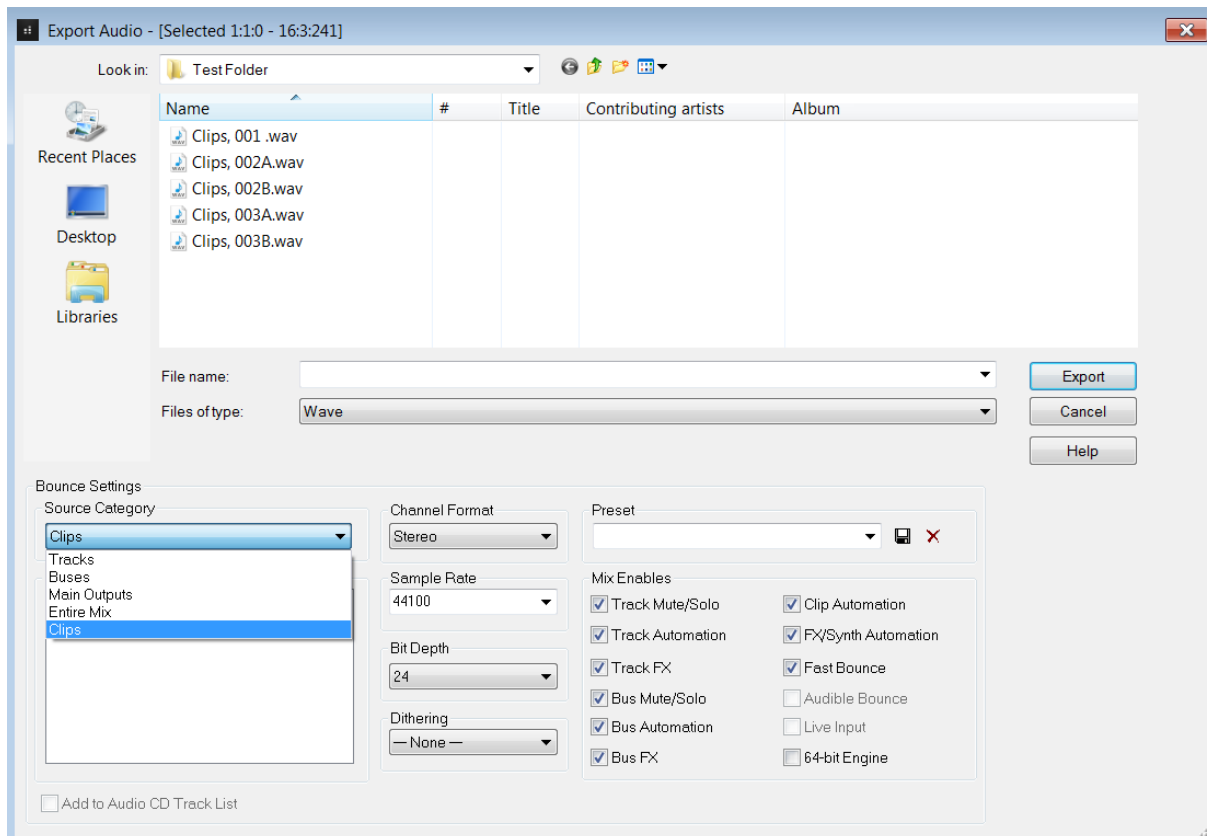 Export Audio - [Selected 1:1:0 - 16:3:241]
Look in: TestFolder
Name # Title Contributing artists Album
Clips, 001 .wav
Clips, 002A.wav
Clips, 002B.wav
Clips, 003A.wav
Clips, 003B.wav
Recent Places
Desktop
Libraries
File name: Export
Files of type: Wave Cancel
Help
Bounce Settings
Source Category
Clips
Tracks
Buses
Main Outputs
Entire Mix
Clips
Channel Format
Stereo
Sample Rate
44100
Bit Depth
24
Dithering
— None —
Preset
Mix Enables
Track Mute/Solo Clip Automation
Track Automation FX/Synth Automation
Track FX Fast Bounce
Bus Mute/Solo Audible Bounce
Bus Automation Live Input
Bus FX 64-bit Engine
Add to Audio CD Track List